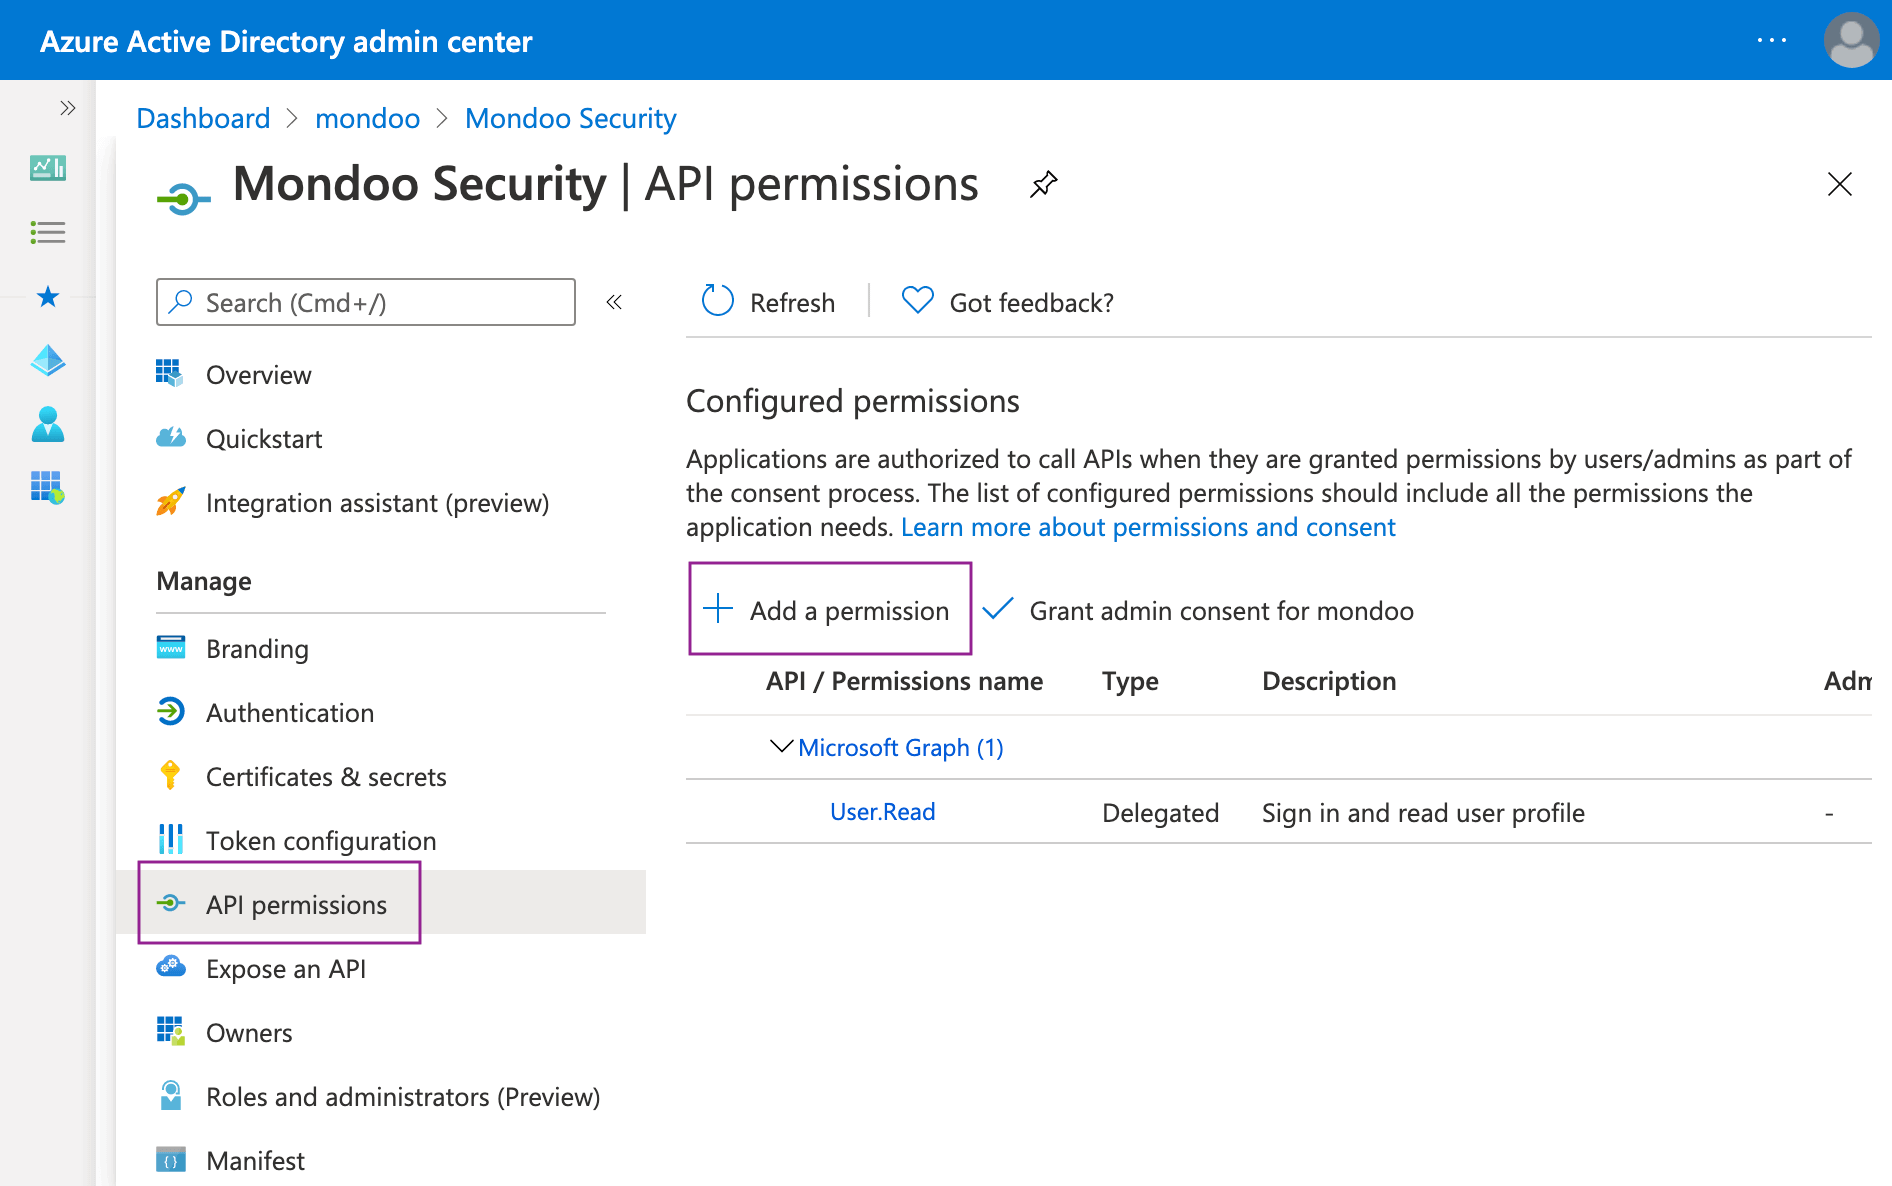 Azure Active Directory admin center
Dashboard > mondoo > Mondoo Security
Mondoo Security | API permissions
Search (Cmd+/)
Overview
Quickstart
Integration assistant (preview)
Manage
Branding
Authentication
Certificates & secrets
Token configuration
API permissions
Expose an API
Owners
Roles and administrators (Preview)
Manifest
Refresh
Got feedback?
Configured permissions
Applications are authorized to call APIs when they are granted permissions by users/admins as part of
the consent process. The list of configured permissions should include all the permissions the
application needs. Learn more about permissions and consent
Add a permission
Grant admin consent for mondoo
API / Permissions name Type Description Adm
Microsoft Graph (1)
User.Read Delegated Sign in and read user profile -